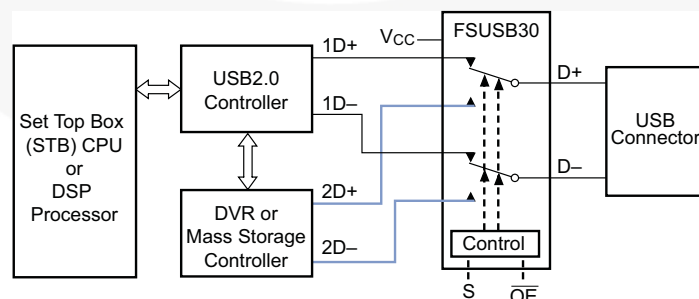 Set Top Box
(STB) CPU
or
DSP
Processor
USB2.0
Controller
DVR or
Mass Storage
Controller
1D+
1D–
2D+
2D–
VCC
FSUSB30
Control
S
OE
D+
D–
USB
Connector